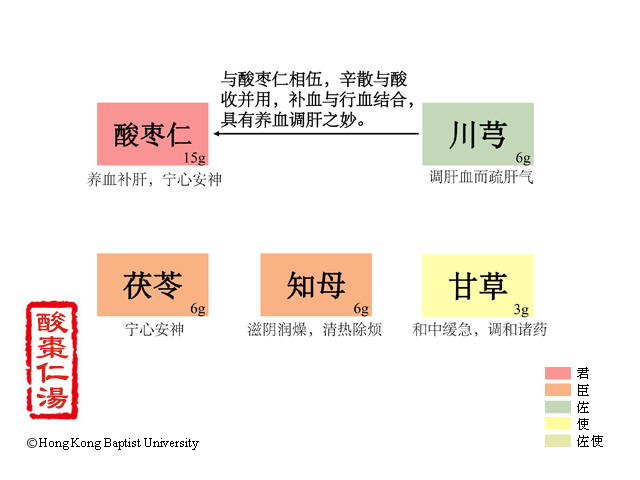 与酸枣仁相伍，辛散与酸
收并用，补血与行血结合，
具有养血调肝之妙。
酸枣仁
15g
养血补肝，宁心安神
川芎
6g
调肝血而疏肝气
茯苓
6g
宁心安神
知母
6g
滋阴润燥，清热除烦
甘草
3g
和中缓急，调和诸药
酸棗仁湯
君
臣
佐
使
佐使
©Hong Kong Baptist University